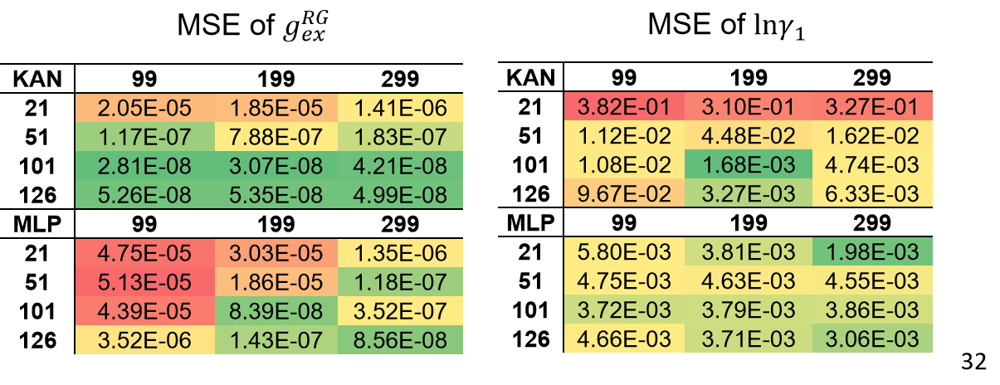 MSE of g_{ex}^{RG}
KAN 99 199 299
21 2.05E-05 1.85E-05 1.41E-06
51 1.17E-07 7.88E-07 1.83E-07
101 2.81E-08 3.07E-08 4.21E-08
126 5.26E-08 5.35E-08 4.99E-08
MLP 99 199 299
21 4.75E-05 3.03E-05 1.35E-06
51 5.13E-05 1.86E-05 1.18E-07
101 4.39E-05 8.39E-08 3.52E-07
126 3.52E-06 1.43E-07 8.56E-08
MSE of lnγ₁
KAN 99 199 299
21 3.82E-01 3.10E-01 3.27E-01
51 1.12E-02 4.48E-02 1.62E-02
101 1.08E-02 1.68E-03 4.74E-03
126 9.67E-02 3.27E-03 6.33E-03
MLP 99 199 299
21 5.80E-03 3.81E-03 1.98E-03
51 4.75E-03 4.63E-03 4.55E-03
101 3.72E-03 3.79E-03 3.86E-03
126 4.66E-03 3.71E-03 3.06E-03
32